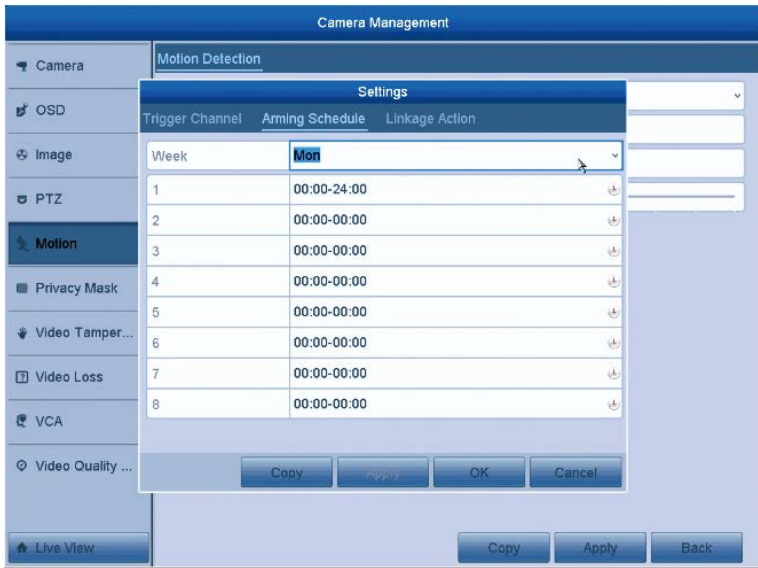 Camera Management
Camera
OSD
Image
PTZ
Motion
Privacy Mask
Video Tamper...
Video Loss
VCA
Video Quality ...
Live View
Motion Detection
Settings
Trigger Channel Arming Schedule Linkage Action
Week Mon
1 00:00-24:00
2 00:00-00:00
3 00:00-00:00
4 00:00-00:00
5 00:00-00:00
6 00:00-00:00
7 00:00-00:00
8 00:00-00:00
Copy Apply OK Cancel
Copy Apply Back